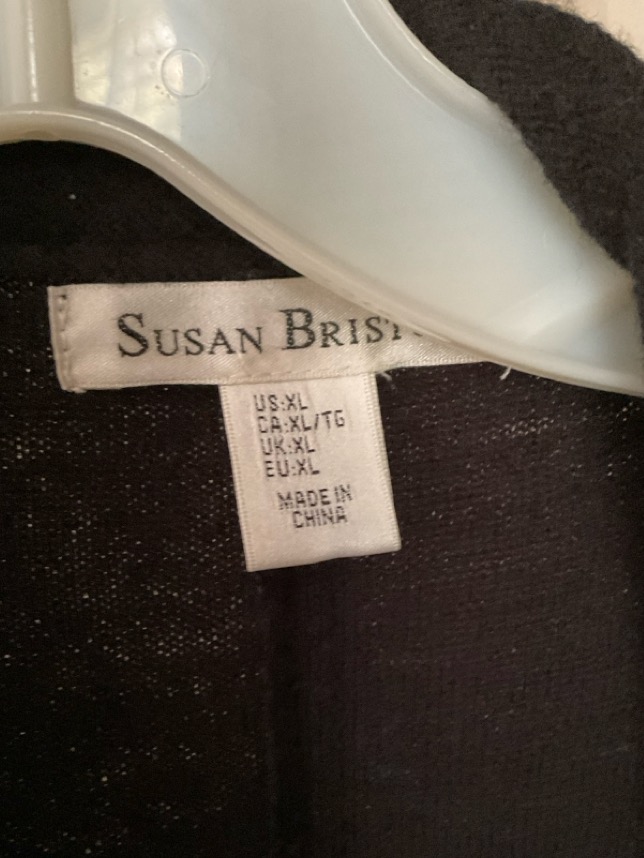 SUSAN BRIST
US:XL
CA:XL/TG
UK:XL
EU:XL
MADE IN
CHINA